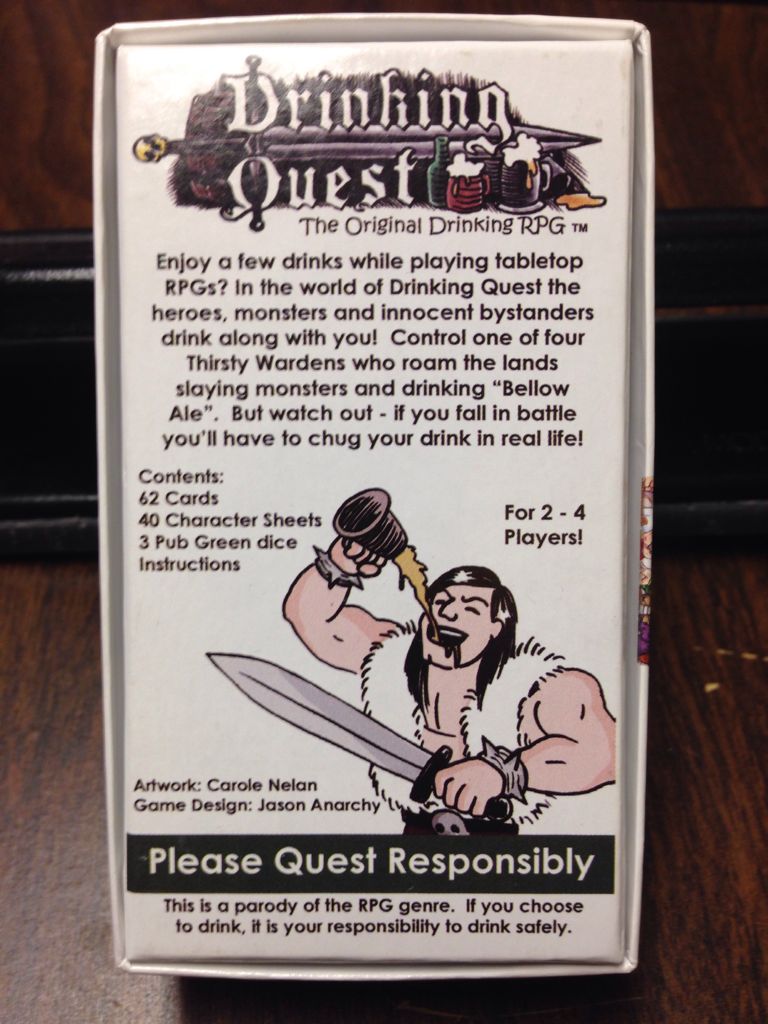 Drinking
Quest
The Original Drinking RPG ™
Enjoy a few drinks while playing tabletop
RPGs? In the world of Drinking Quest the
heroes, monsters and innocent bystanders
drink along with you! Control one of four
Thirsty Wardens who roam the lands
slaying monsters and drinking “Bellow
Ale”. But watch out - if you fall in battle
you'll have to chug your drink in real life!
Contents:
62 Cards
40 Character Sheets
3 Pub Green dice
Instructions
For 2 - 4
Players!
Artwork: Carole Nelan
Game Design: Jason Anarchy
Please Quest Responsibly
This is a parody of the RPG genre. If you choose
to drink, it is your responsibility to drink safely.